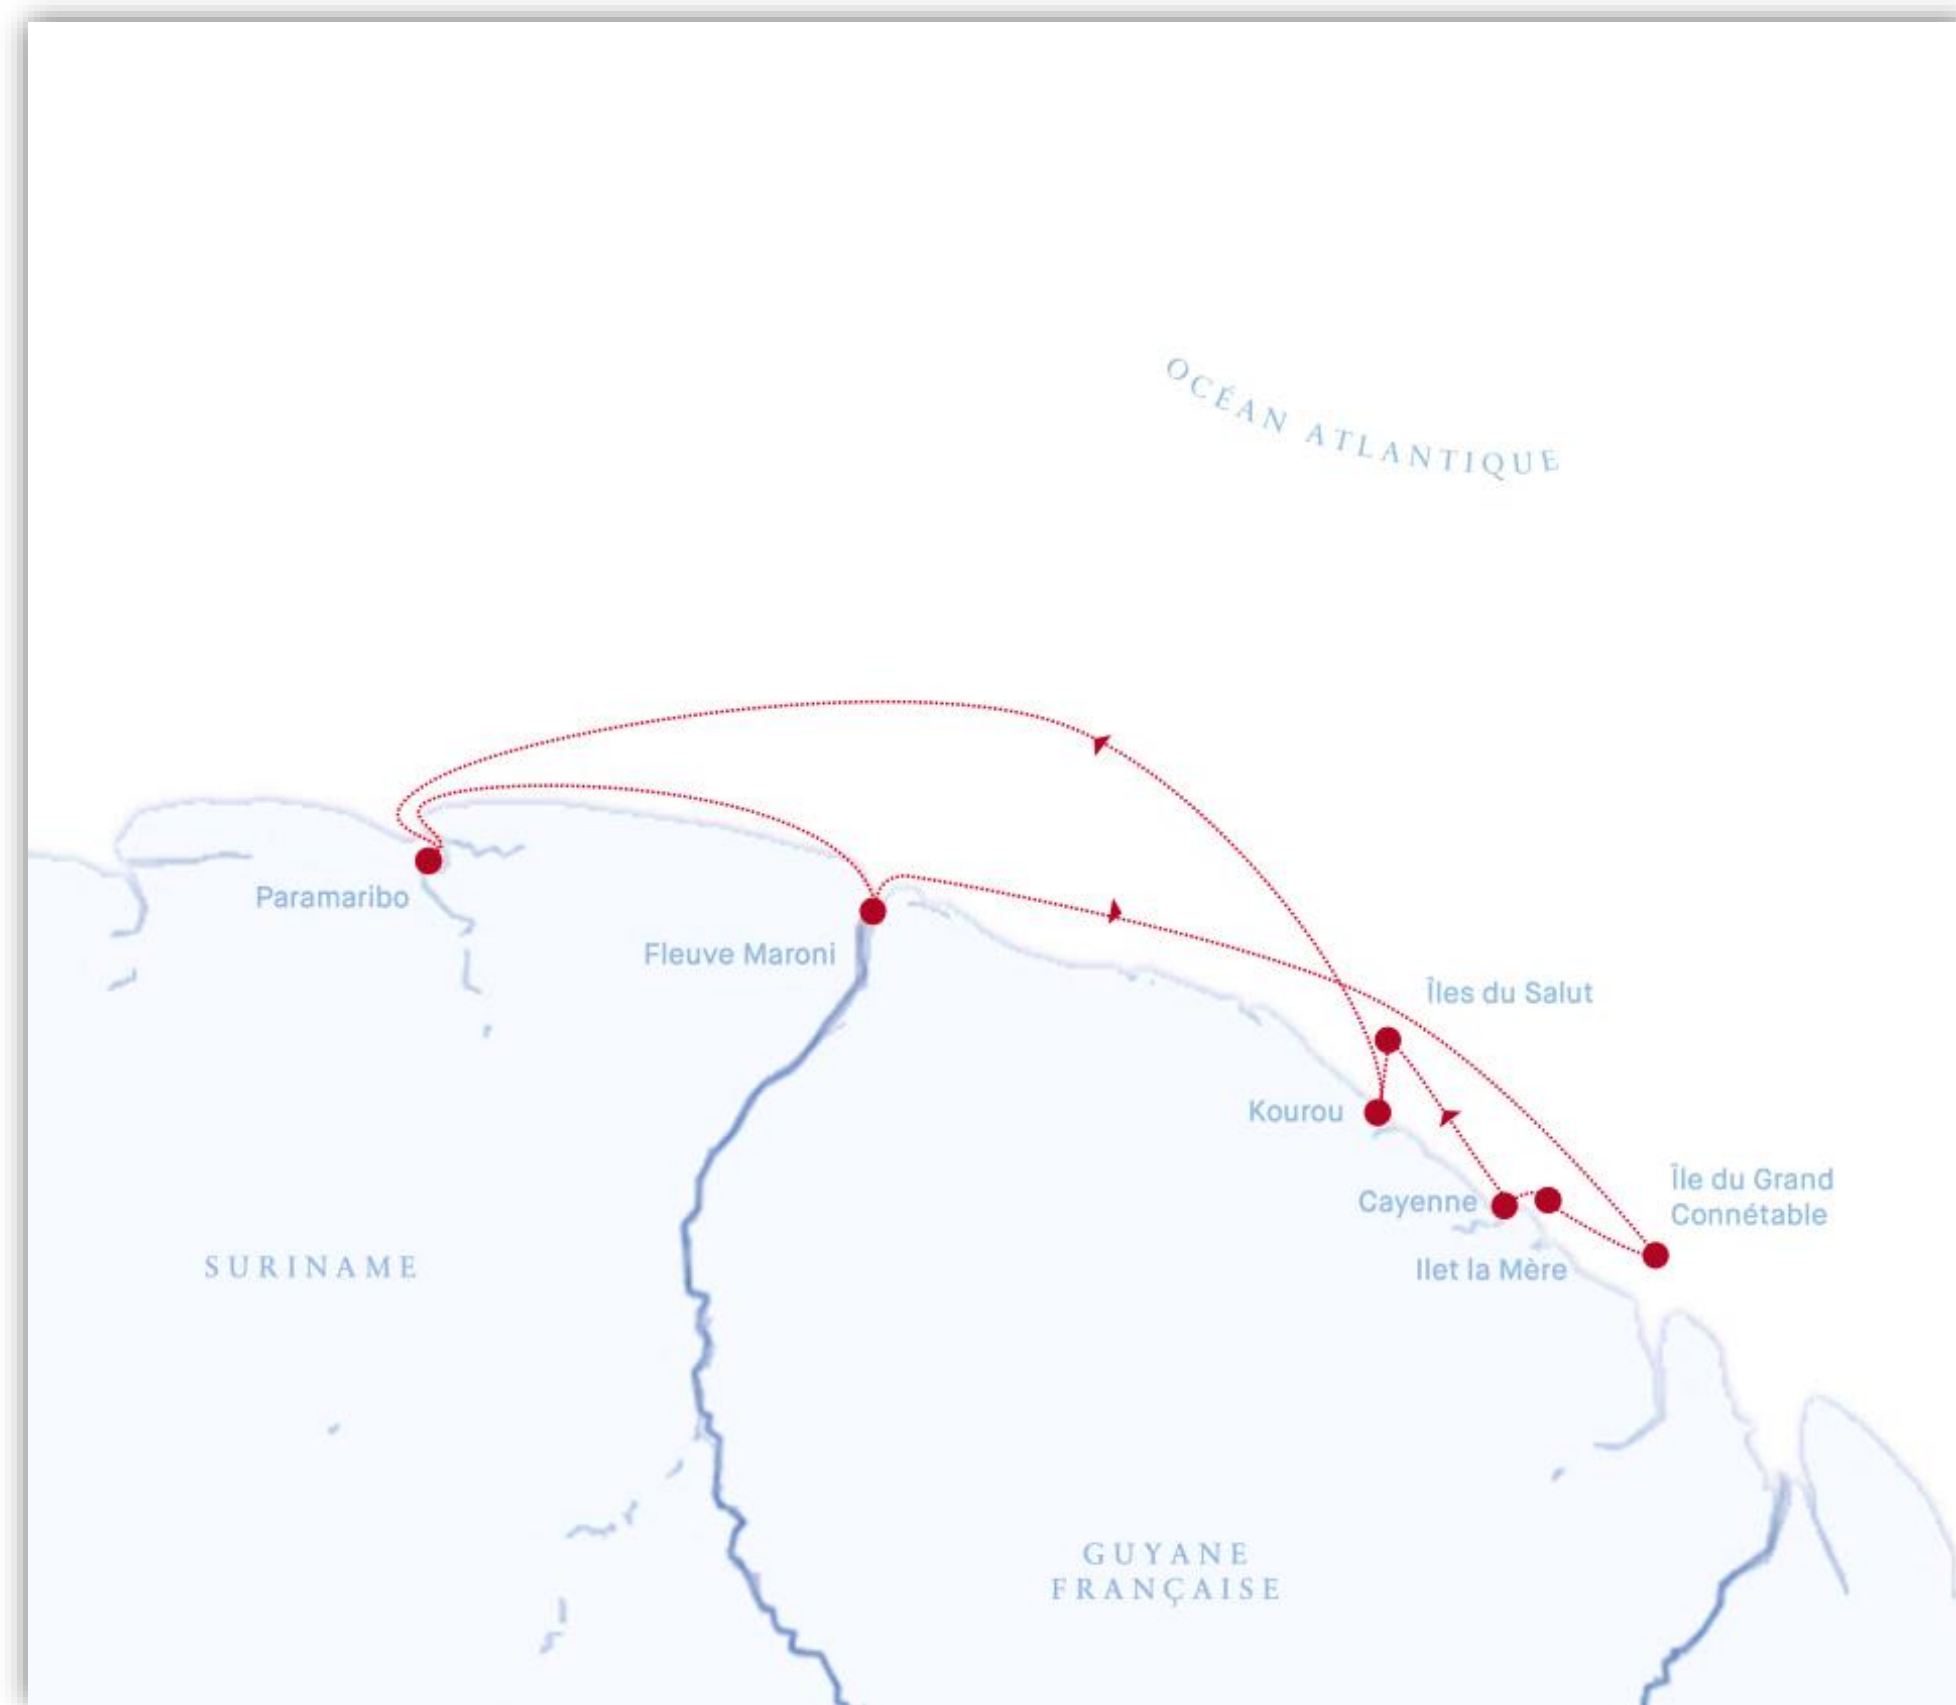 OCÉAN ATLANTIQUE
Paramaribo
Fleuve Maroni
Îles du Salut
Kourou
Île du Grand
Connétable
Cayenne
Ilet la Mère
SURINAME
GUYANE
FRANÇAISE